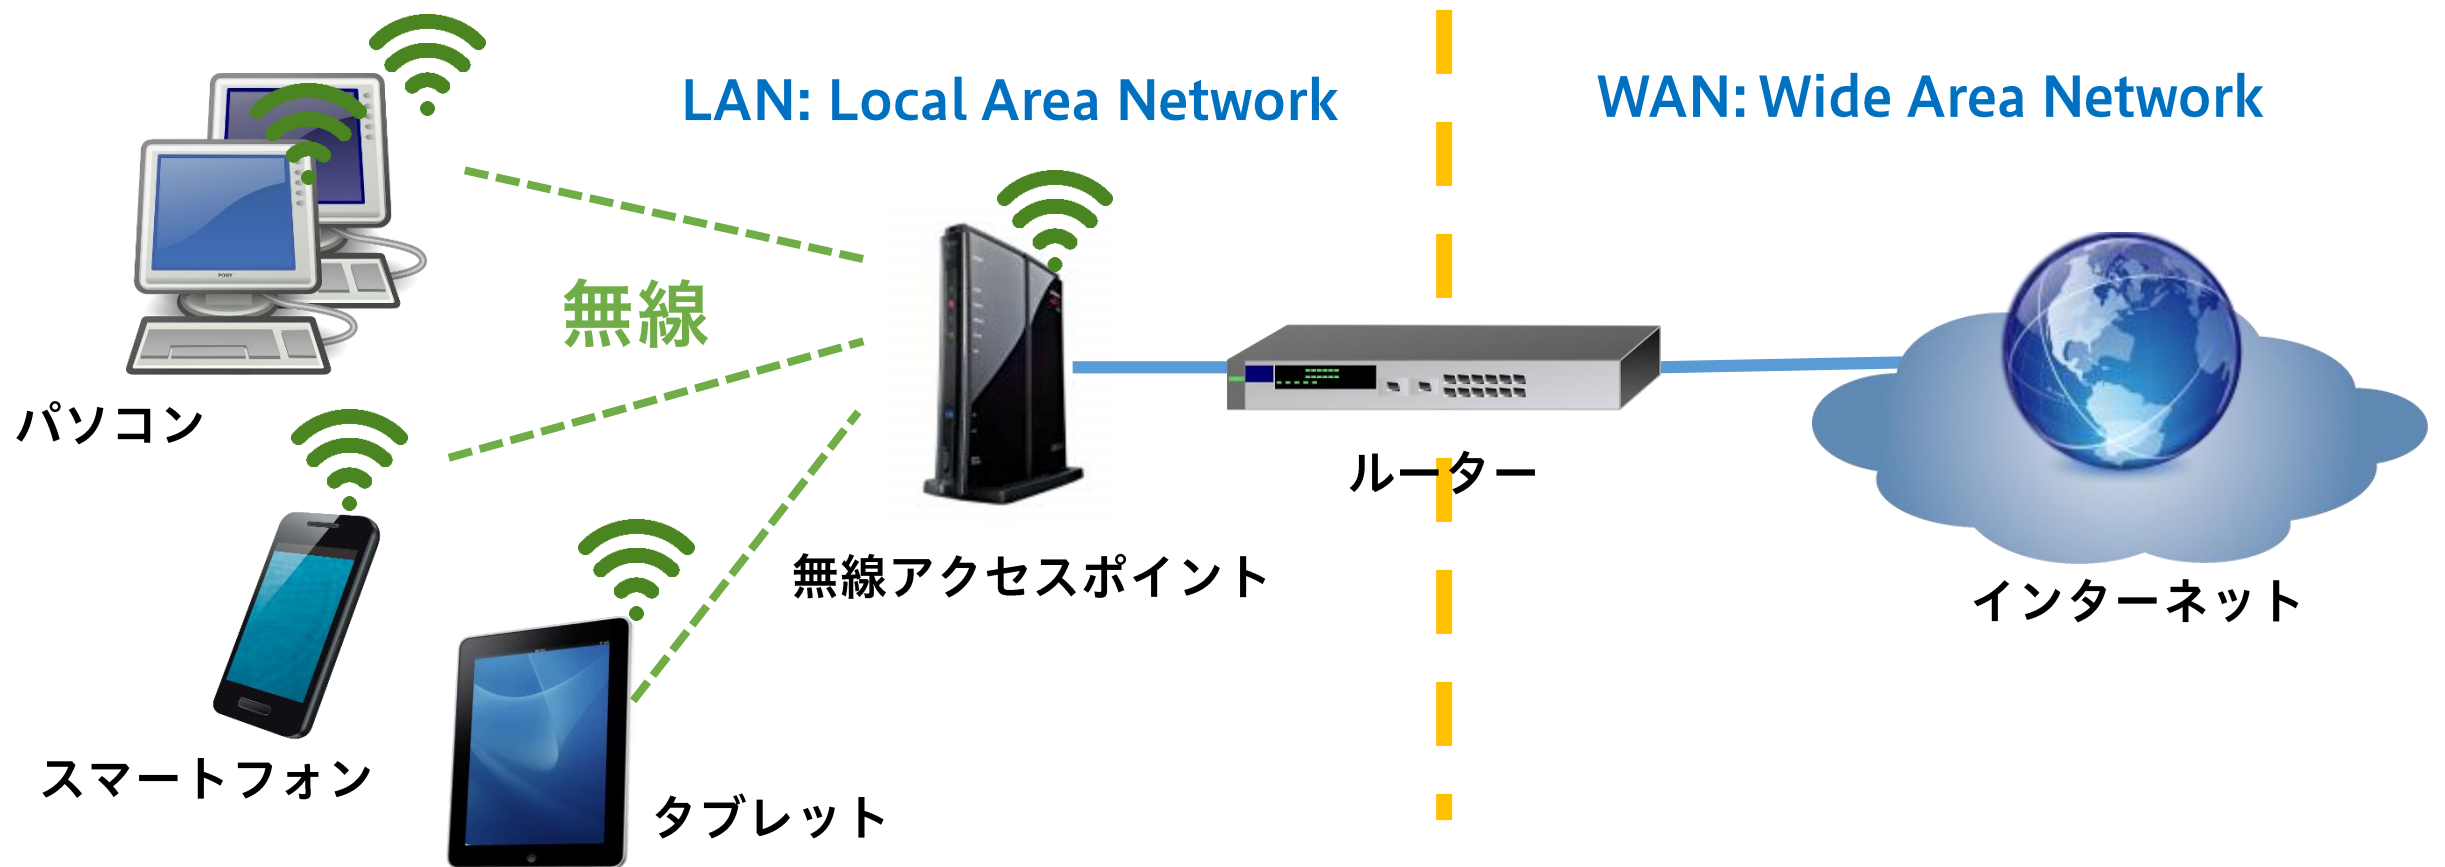 LAN: Local Area Network
WAN: Wide Area Network
無線
パソコン
ルーター
無線アクセスポイント
インターネット
スマートフォン
タブレット